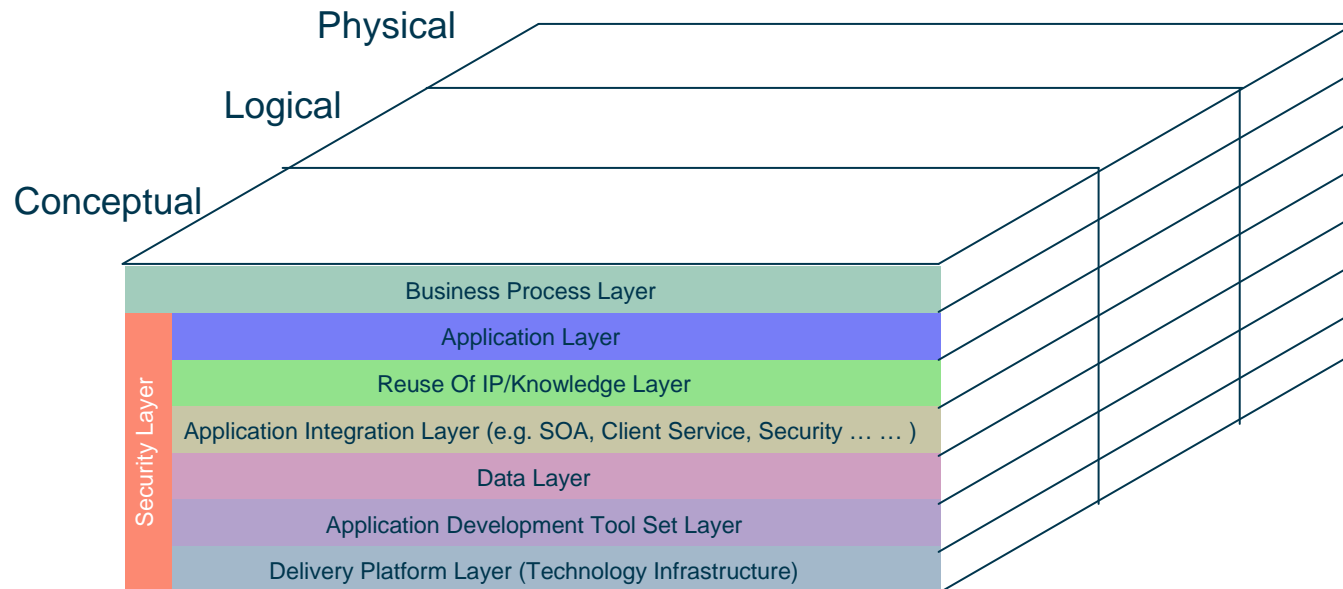 Physical
Logical
Conceptual
Business Process Layer
Security Layer
Application Layer
Reuse Of IP/Knowledge Layer
Application Integration Layer (e.g. SOA, Client Service, Security … … )
Data Layer
Application Development Tool Set Layer
Delivery Platform Layer (Technology Infrastructure)